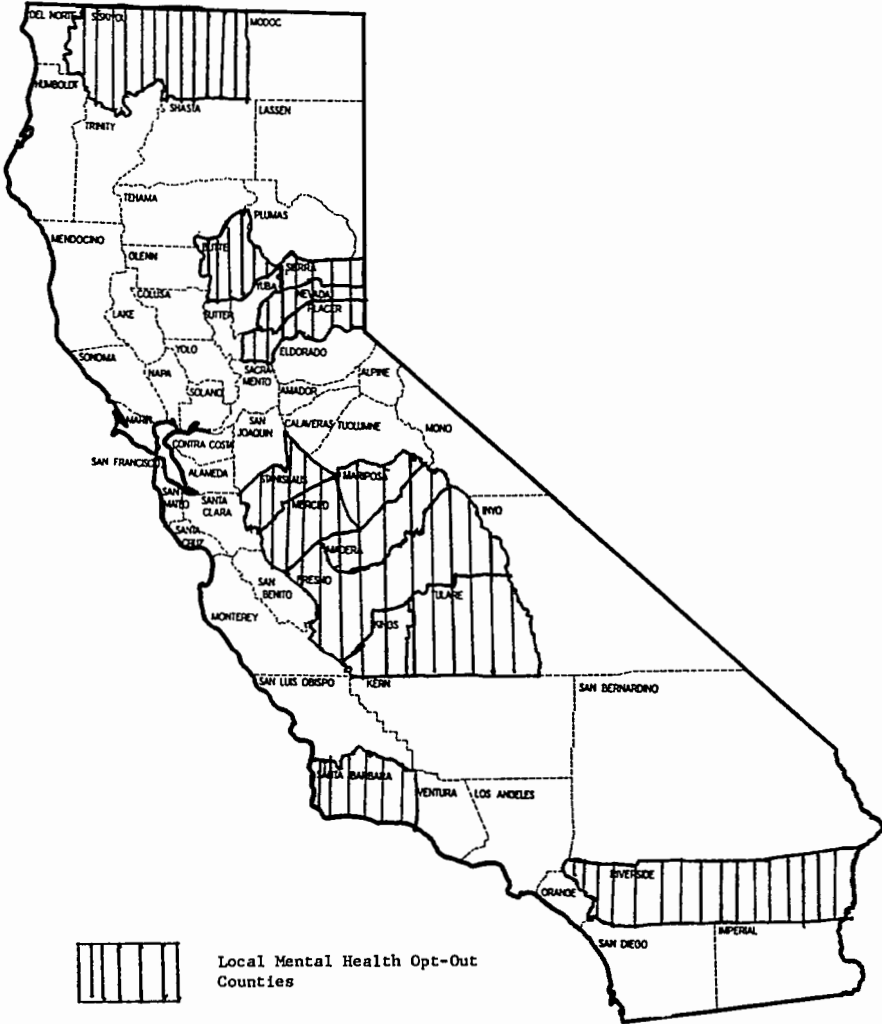 DEL NORTE
SISKIYOU
MODOC
HUMBOLDT
TRINITY
SHASTA
LASSEN
TEHAMA
PLUMAS
MENDOCINO
BUTTE
OLENN
SIERRA
COLUSA
YUBA
NEVADA
LAKE
SUTTER
PLACER
SONOMA
YOLO
ELDORADO
NAPA
SACRA
MENTO
ALPINE
SOLANO
AMADOR
MARIN
SAN
JOAQUIN
CALAVERAS
TUOLUMNE
MONO
CONTRA COSTA
SAN FRANCISCO
ALAMEDA
STANISLAUS
MARIPOSA
SAN
MATEO
SANTA
CLARA
MERCED
INYO
SANTA
CRUZ
MADERA
SAN
BENITO
FRESNO
TULARE
MONTEREY
KINGS
SAN LUIS OBISPO
KERN
SAN BERNARDINO
SANTA BARBARA
VENTURA
LOS ANDELES
RIVERSIDE
ORANDE
SAN DIEGO
IMPERIAL
Local Mental Health Opt-Out
Counties